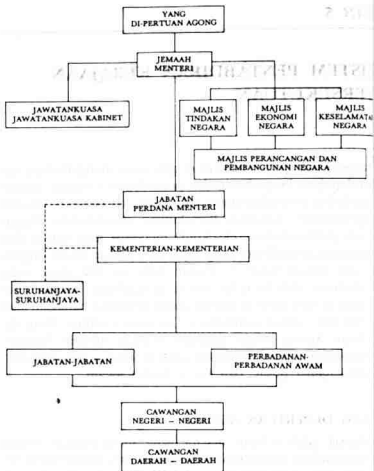 YANG
DI-PERTUAN AGONG
JEMAAH
MENTERI
JAWATANKUASA
JAWATANKUASA KABINET
MAJLIS
TINDAKAN
NEGARA
MAJLIS
EKONOMI
NEGARA
MAJLIS
KESELAMATA
NEGARA
MAJLIS PERANCANGAN DAN
PEMBANGUNAN NEGARA
JABATAN
PERDANA MENTERI
KEMENTERIAN-KEMENTERIAN
SURUHANJAYA-
SURUHANJAYA
JABATAN-JABATAN
PERBADANAN-
PERBADANAN AWAM
CAWANGAN
NEGERI – NEGERI
CAWANGAN
DAERAH – DAERAH